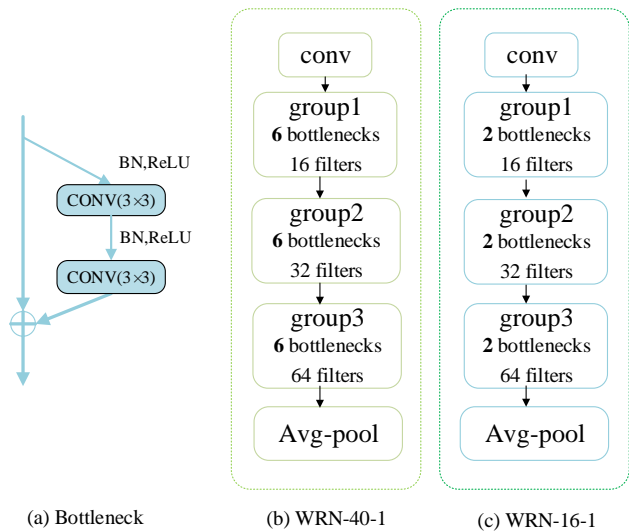 BN,ReLU
CONV(3×3)
BN,ReLU
CONV(3×3)
(a) Bottleneck
conv
group1
6 bottlenecks
16 filters
group2
6 bottlenecks
32 filters
group3
6 bottlenecks
64 filters
Avg-pool
(b) WRN-40-1
conv
group1
2 bottlenecks
16 filters
group2
2 bottlenecks
32 filters
group3
2 bottlenecks
64 filters
Avg-pool
(c) WRN-16-1